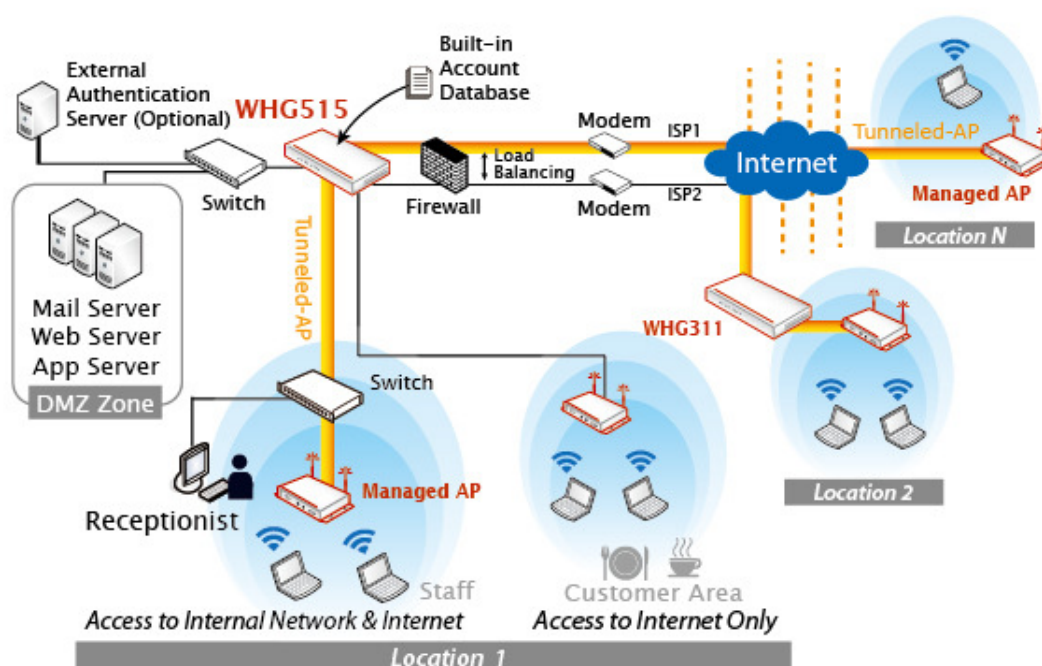 External
Authentication
Server (Optional)
WHG515
Built-in
Account
Database
Modem
ISP1
Load
Balancing
Internet
Tunneled-AP
Managed AP
Location N
Switch
Firewall
Modem
ISP2
Mail Server
Web Server
App Server
DMZ Zone
Tunneled-AP
WHG311
Switch
Location 2
Managed AP
Receptionist
Staff
Customer Area
Access to Internal Network & Internet
Access to Internet Only
Location 1